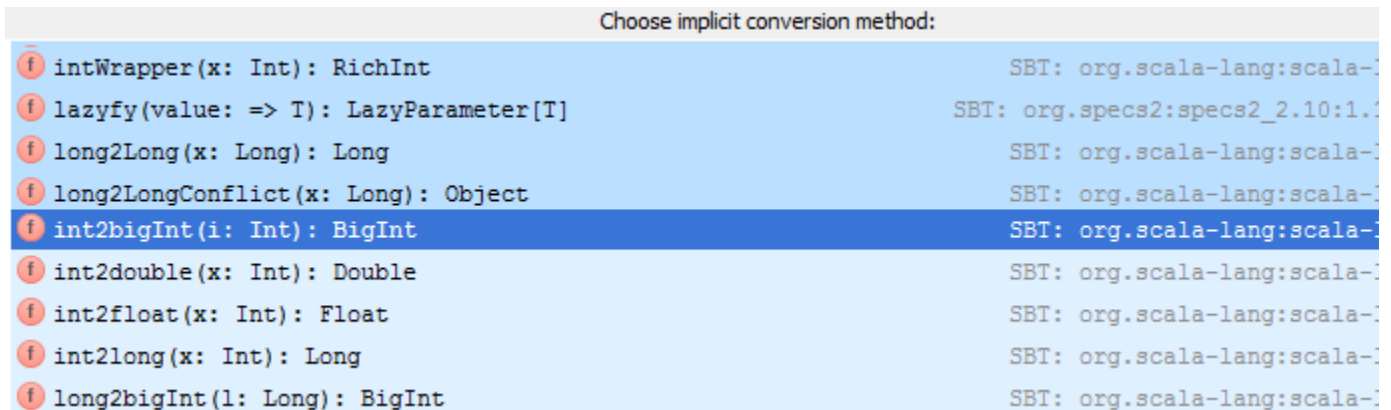 Choose implicit conversion method:
f intWrapper(x: Int): RichInt SBT: org.scala-lang:scala-
f lazyfy(value: => T): LazyParameter[T] SBT: org.specs2:specs2_2.10:1.
f long2Long(x: Long): Long SBT: org.scala-lang:scala-
f long2LongConflict(x: Long): Object SBT: org.scala-lang:scala-
f int2bigInt(i: Int): BigInt SBT: org.scala-lang:scala-
f int2double(x: Int): Double SBT: org.scala-lang:scala-
f int2float(x: Int): Float SBT: org.scala-lang:scala-
f int2long(x: Int): Long SBT: org.scala-lang:scala-
f long2bigInt(l: Long): BigInt SBT: org.scala-lang:scala-